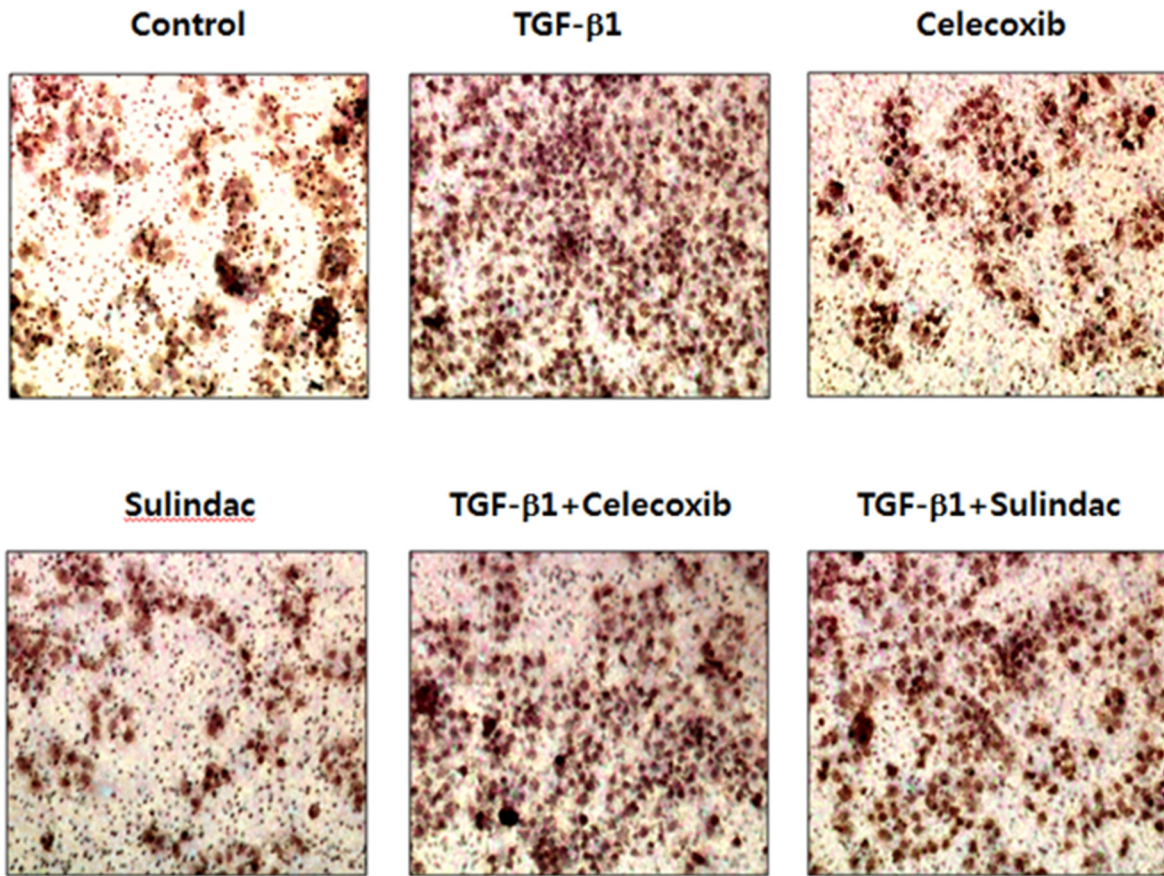 Control TGF-β1 Celecoxib
Sulindac TGF-β1+Celecoxib TGF-β1+Sulindac